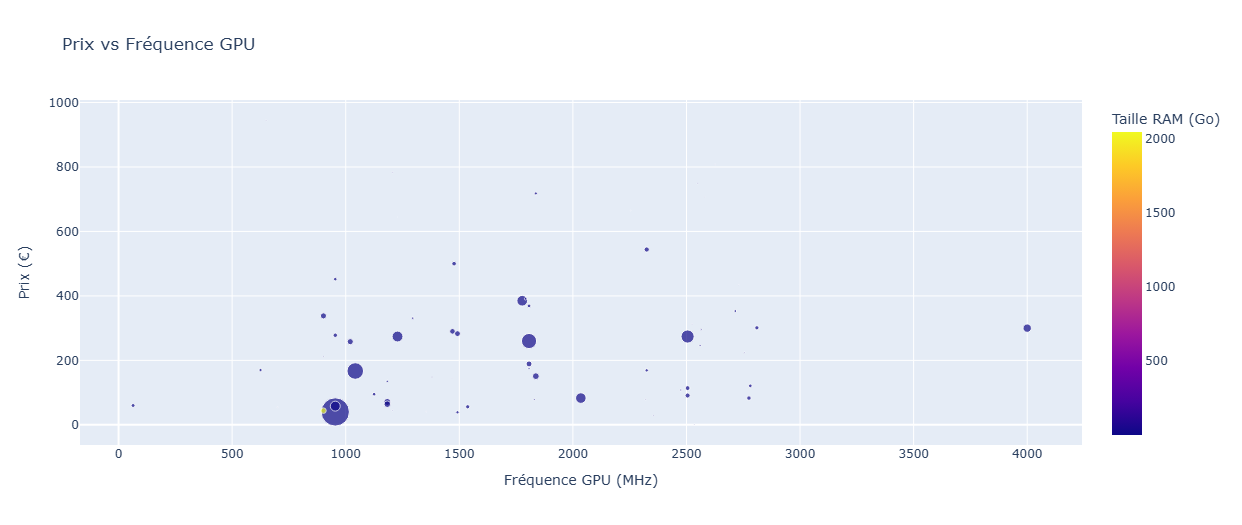 Prix vs Fréquence GPU
Taille RAM (Go)
1000
800
600
400
200
0
Prix (€)
0 500 1000 1500 2000 2500 3000 3500 4000
Fréquence GPU (MHz)
2000
1500
1000
500